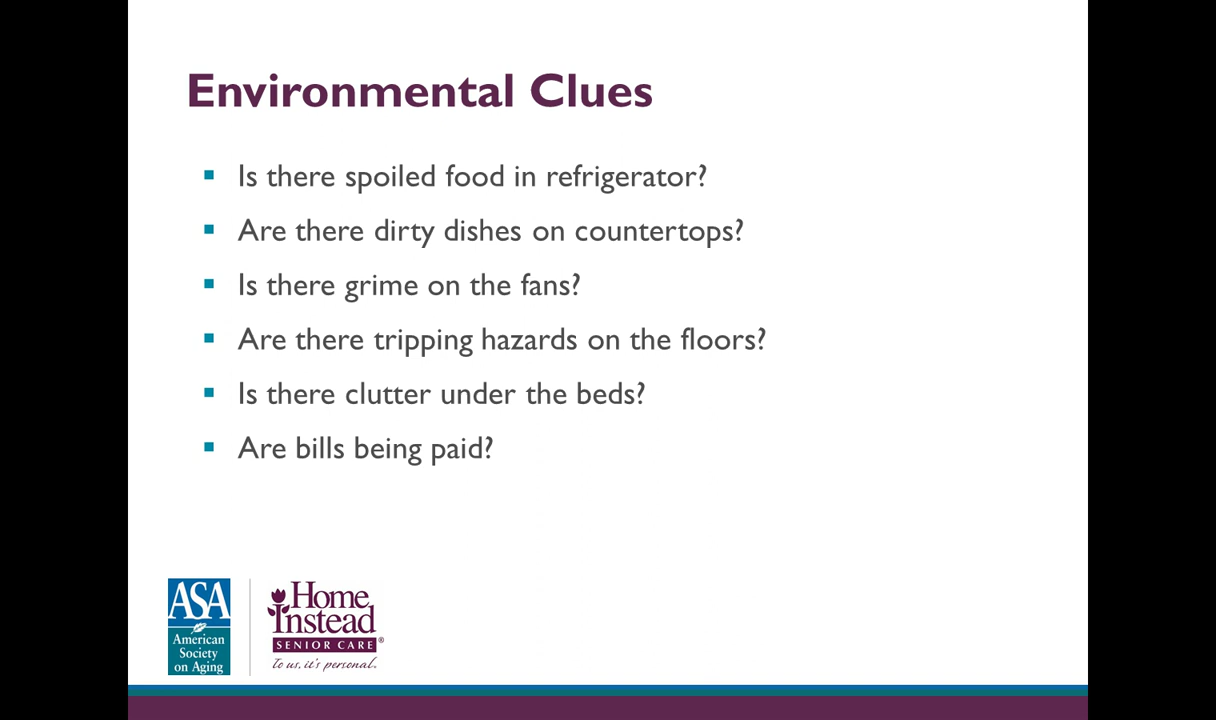 Environmental Clues
Is there spoiled food in refrigerator?
Are there dirty dishes on countertops?
Is there grime on the fans?
Are there tripping hazards on the floors?
Is there clutter under the beds?
Are bills being paid?
ASA
American
Society
on Aging
Home
Instead
SENIOR CARE®
To us, it's personal.